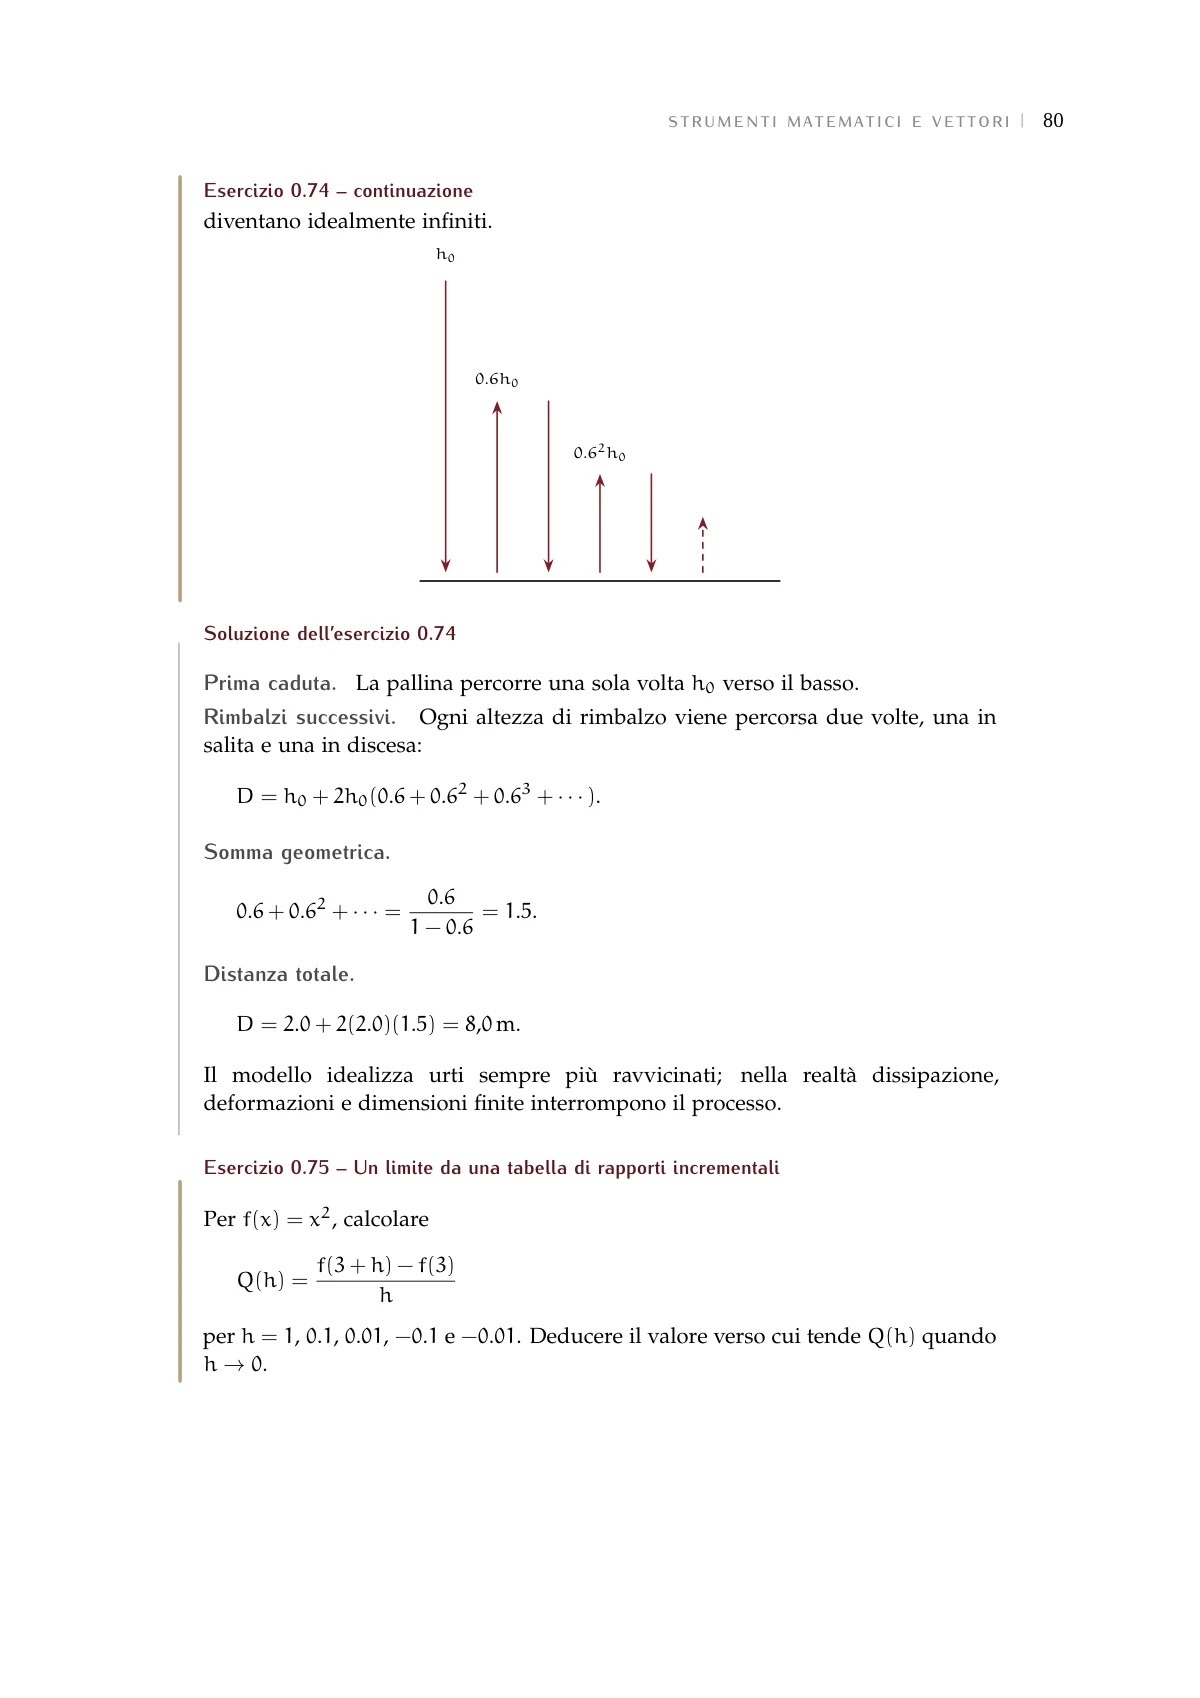 STRUMENTI MATEMATICI E VETTORI | 80
Esercizio 0.74 – continuazione
diventano idealmente infiniti.
h₀
0.6h₀
0.6²h₀
Soluzione dell'esercizio 0.74
Prima caduta. La pallina percorre una sola volta h₀ verso il basso.
Rimbalzi successivi. Ogni altezza di rimbalzo viene percorsa due volte, una in
salita e una in discesa:
D = h₀ + 2h₀(0.6 + 0.6² + 0.6³ + ··· ).
Somma geometrica.
0.6 + 0.6² + ··· = 0.6 / (1 − 0.6) = 1.5.
Distanza totale.
D = 2.0 + 2(2.0)(1.5) = 8,0 m.
Il modello idealizza urti sempre più ravvicinati; nella realtà dissipazione,
deformazioni e dimensioni finite interrompono il processo.
Esercizio 0.75 – Un limite da una tabella di rapporti incrementali
Per f(x) = x², calcolare
Q(h) = (f(3 + h) − f(3)) / h
per h = 1, 0.1, 0.01, −0.1 e −0.01. Deducere il valore verso cui tende Q(h) quando
h → 0.